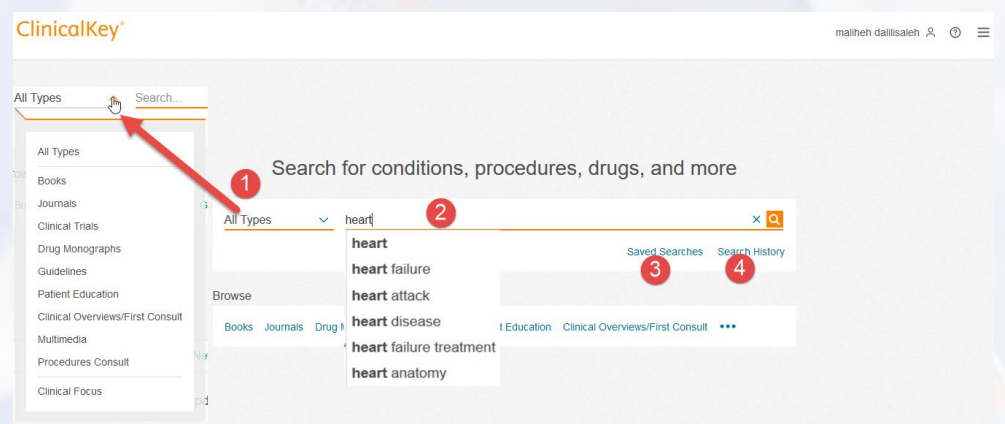 ClinicalKey®
maliheh dalilisaleh
All Types Search...
All Types
Books
Journals
Clinical Trials
Drug Monographs
Guidelines
Patient Education
Clinical Overviews/First Consult
Multimedia
Procedures Consult
Clinical Focus
1
Search for conditions, procedures, drugs, and more
All Types heart
2
heart
heart failure
heart attack
heart disease
heart failure treatment
heart anatomy
Saved Searches Search History
3 4
Browse
Books Journals Drug Education Clinical Overviews/First Consult •••